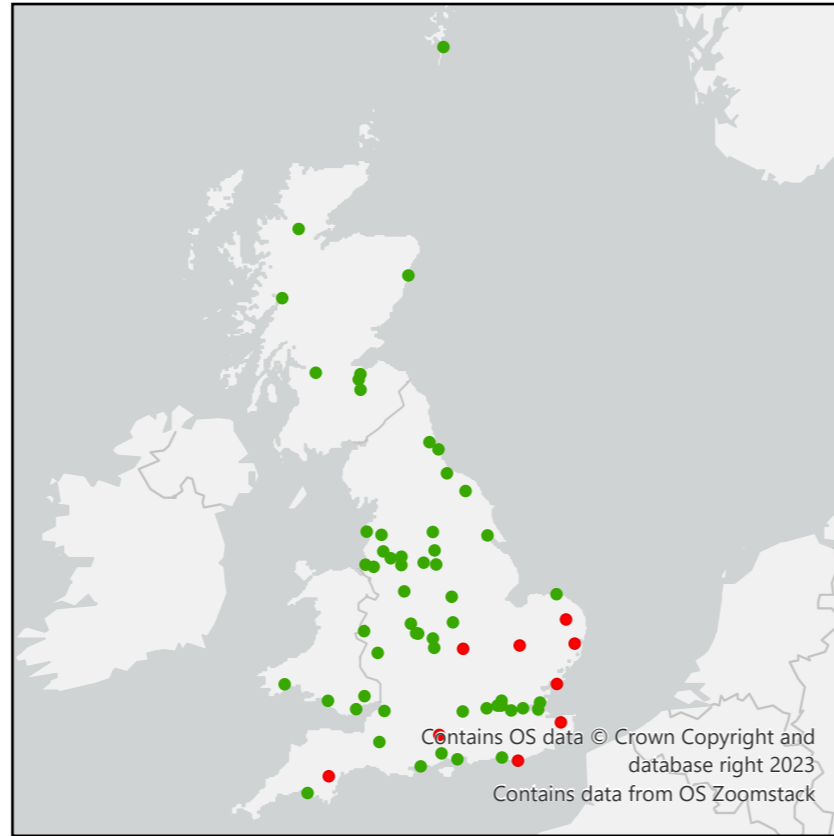 Contains OS data © Crown Copyright and
database right 2023
Contains data from OS Zoomstack